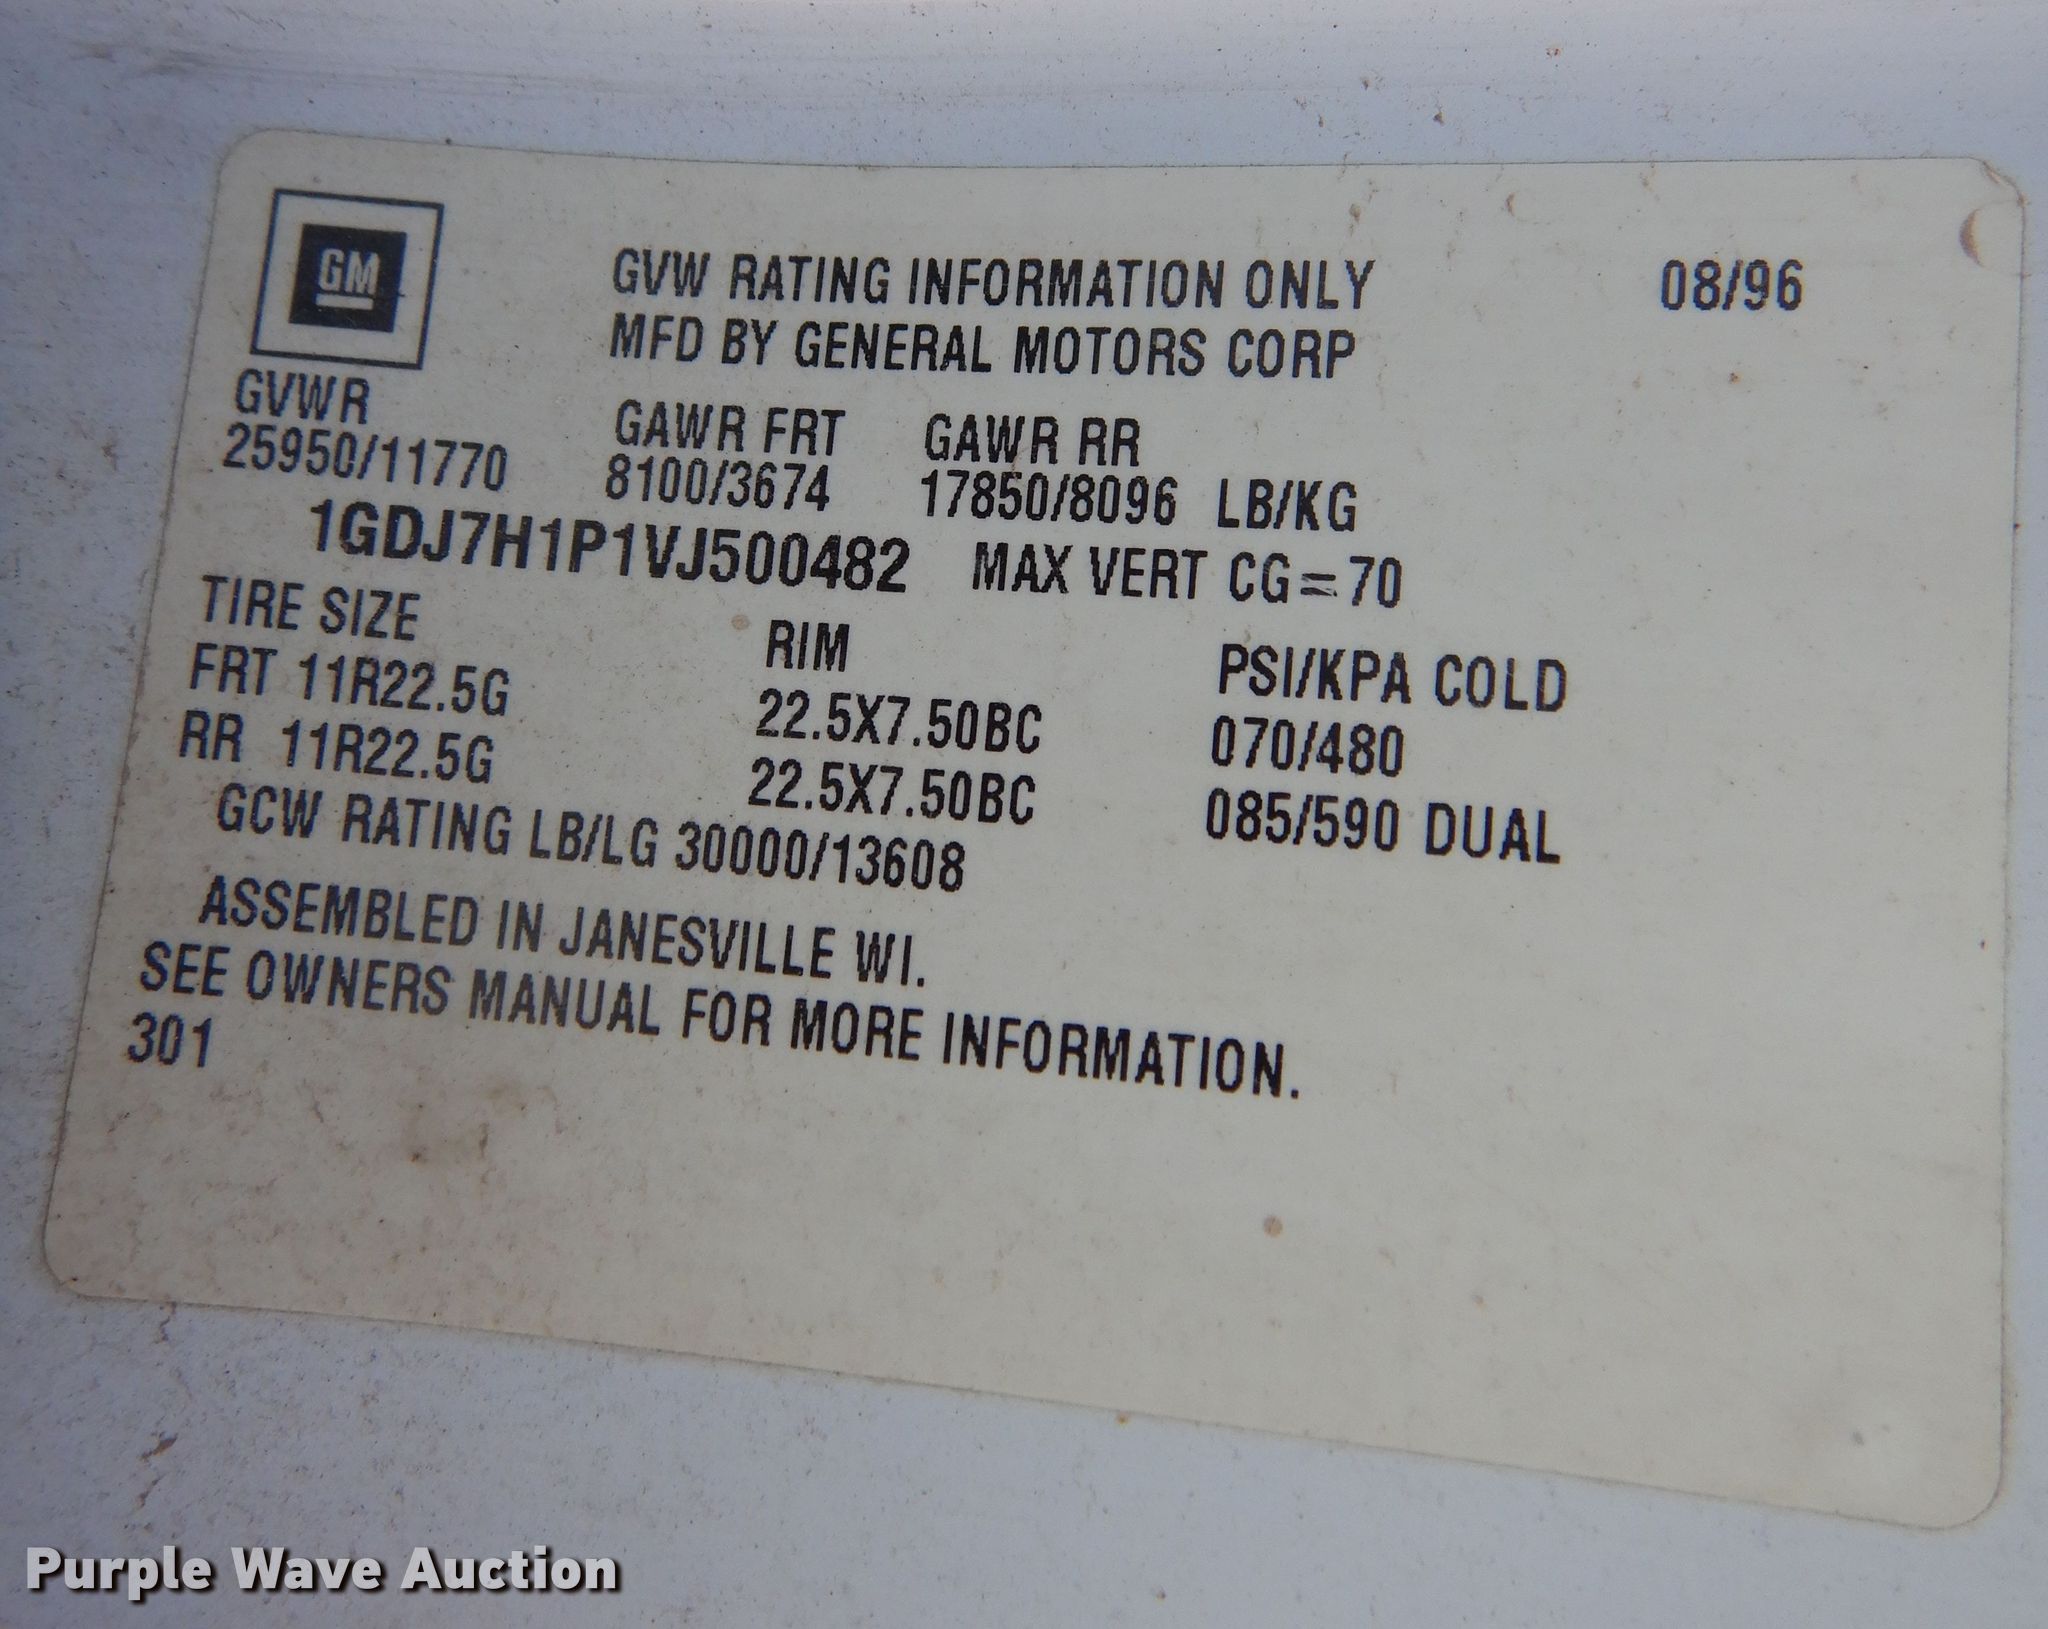 GM
GVW RATING INFORMATION ONLY 08/96
MFD BY GENERAL MOTORS CORP
GVWR GAWR FRT GAWR RR
25950/11770 8100/3674 17850/8096 LB/KG
1GDJ7H1P1VJ500482 MAX VERT CG=70
TIRE SIZE RIM PSI/KPA COLD
FRT 11R22.5G 22.5X7.50BC 070/480
RR 11R22.5G 22.5X7.50BC 085/590 DUAL
GCW RATING LB/LG 30000/13608
ASSEMBLED IN JANESVILLE WI.
SEE OWNERS MANUAL FOR MORE INFORMATION.
301
Purple Wave Auction